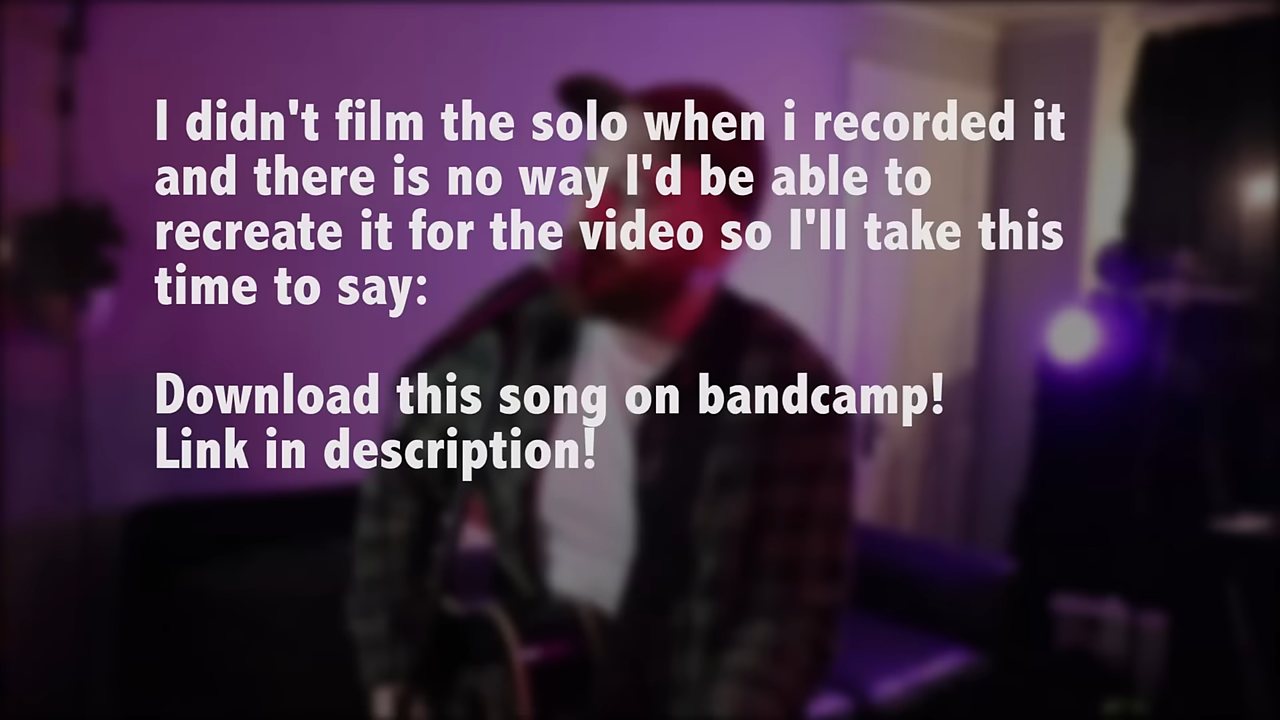 I didn't film the solo when i recorded it
and there is no way I'd be able to
recreate it for the video so I'll take this
time to say:
Download this song on bandcamp!
Link in description!